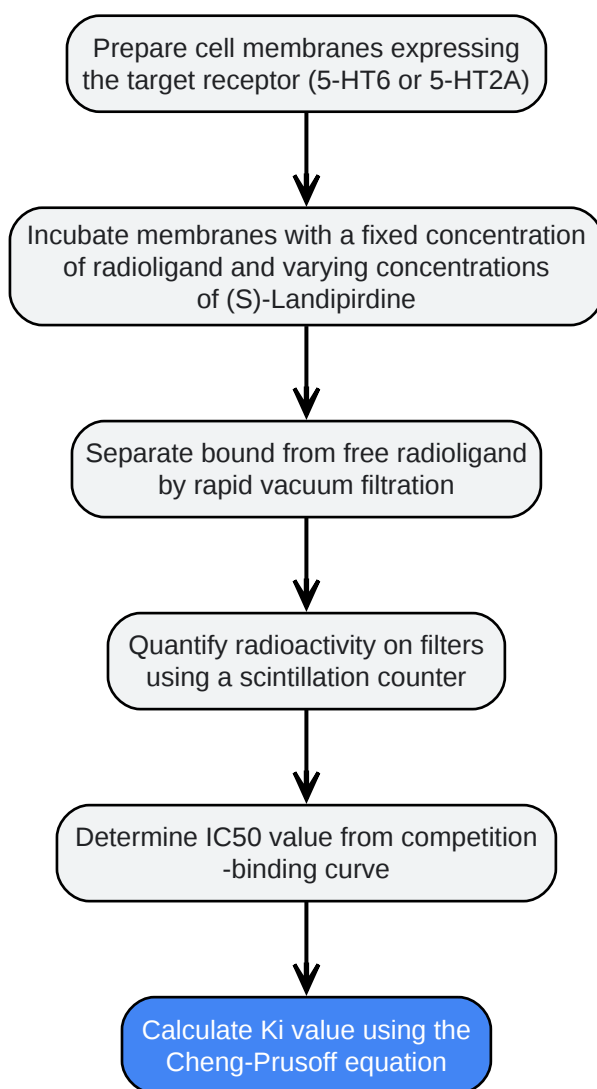 Prepare cell membranes expressing
the target receptor (5-HT6 or 5-HT2A)
Incubate membranes with a fixed concentration
of radioligand and varying concentrations
of (S)-Landipirdine
Separate bound from free radioligand
by rapid vacuum filtration
Quantify radioactivity on filters
using a scintillation counter
Determine IC50 value from competition
-binding curve
Calculate Ki value using the
Cheng-Prusoff equation